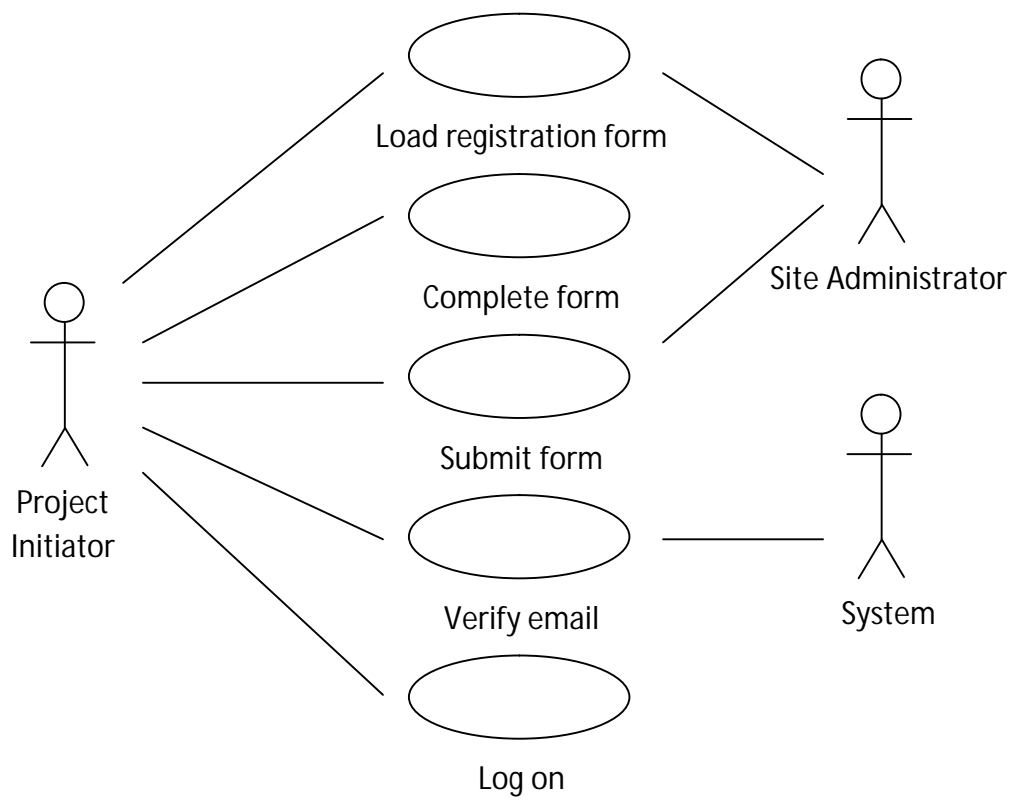 Load registration form
Complete form
Site Administrator
Submit form
Project
Initiator
Verify email
System
Log on